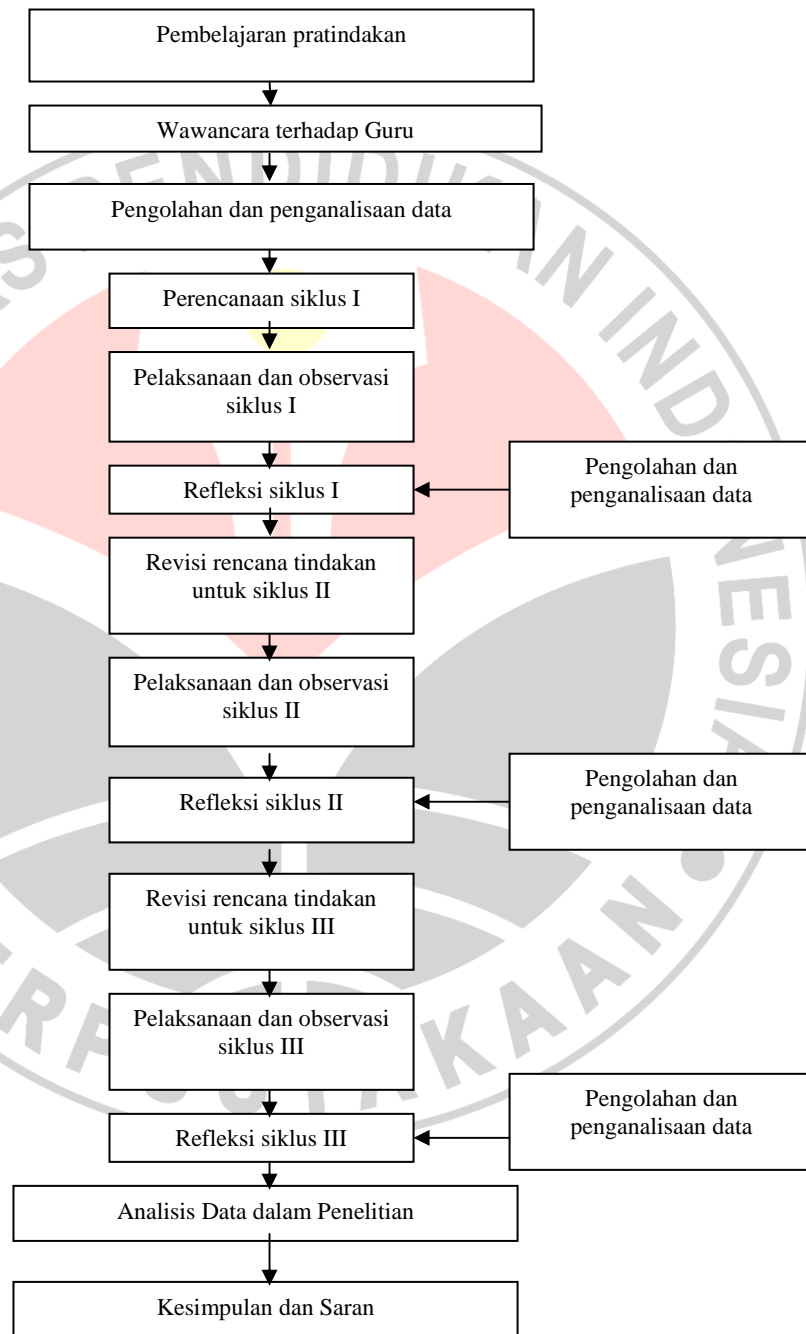 Pembelajaran pratindakan
Wawancara terhadap Guru
Pengolahan dan penganalisaan data
Perencanaan siklus I
Pelaksanaan dan observasi
siklus I
Refleksi siklus I
Pengolahan dan
penganalisaan data
Revisi rencana tindakan
untuk siklus II
Pelaksanaan dan observasi
siklus II
Refleksi siklus II
Pengolahan dan
penganalisaan data
Revisi rencana tindakan
untuk siklus III
Pelaksanaan dan observasi
siklus III
Refleksi siklus III
Pengolahan dan
penganalisaan data
Analisis Data dalam Penelitian
Kesimpulan dan Saran